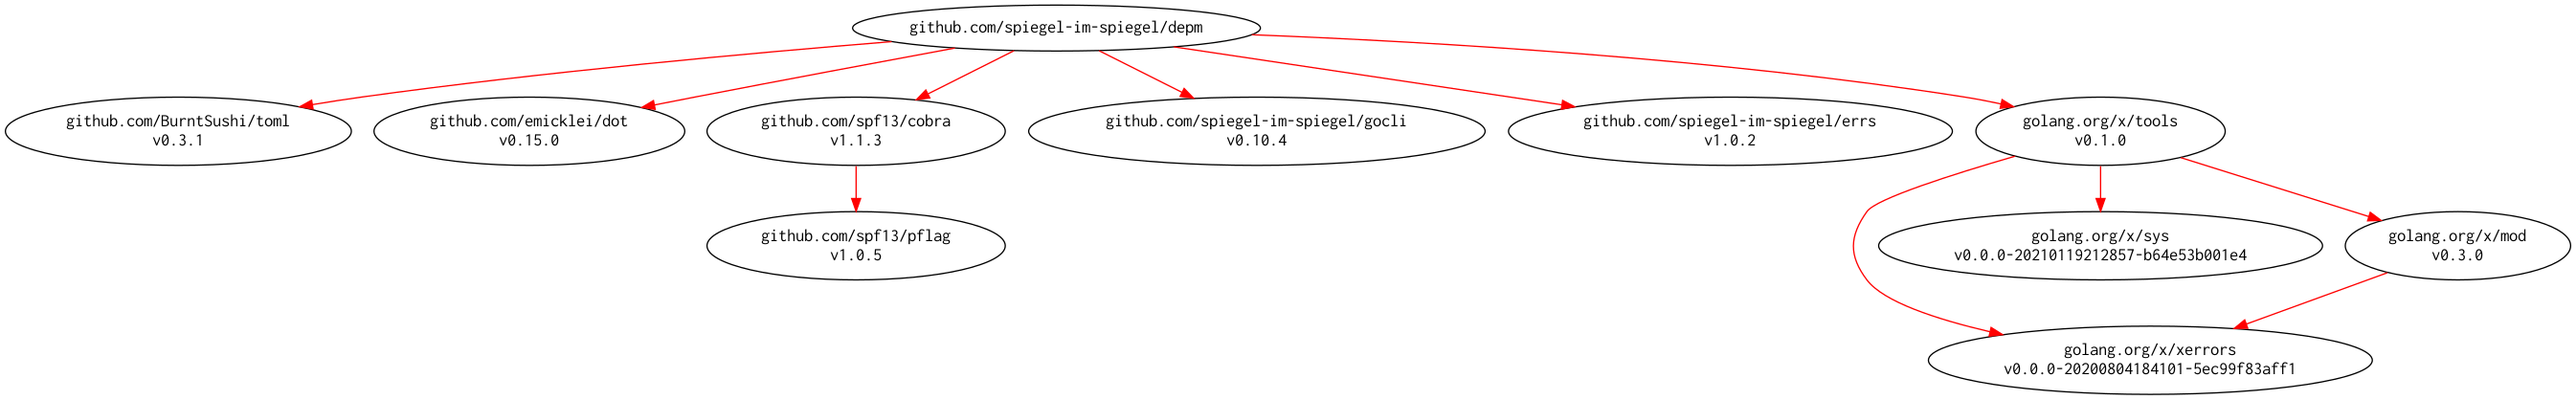 github.com/spiegel-im-spiegel/depm
github.com/BurntSushi/toml
v0.3.1
github.com/emicklei/dot
v0.15.0
github.com/spf13/cobra
v1.1.3
github.com/spiegel-im-spiegel/gocli
v0.10.4
github.com/spiegel-im-spiegel/errs
v1.0.2
golang.org/x/tools
v0.1.0
github.com/spf13/pflag
v1.0.5
golang.org/x/sys
v0.0.0-20210119212857-b64e53b001e4
golang.org/x/mod
v0.3.0
golang.org/x/xerrors
v0.0.0-20200804184101-5ec99f83aff1